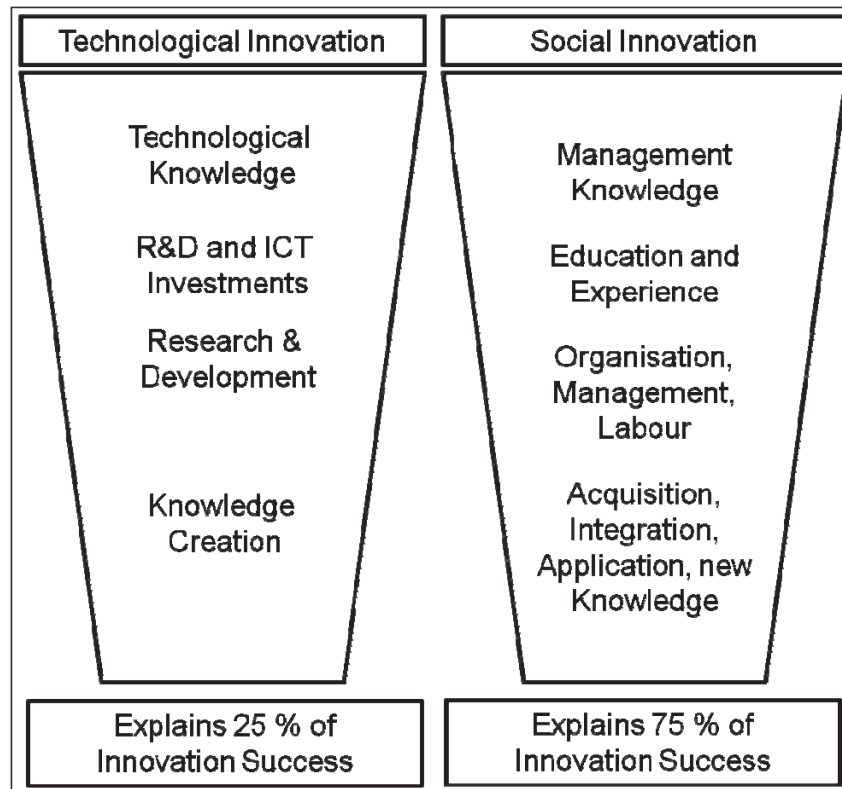 Technological Innovation
Technological
Knowledge
R&D and ICT
Investments
Research &
Development
Knowledge
Creation
Explains 25 % of
Innovation Success
Social Innovation
Management
Knowledge
Education and
Experience
Organisation,
Management,
Labour
Acquisition,
Integration,
Application, new
Knowledge
Explains 75 % of
Innovation Success